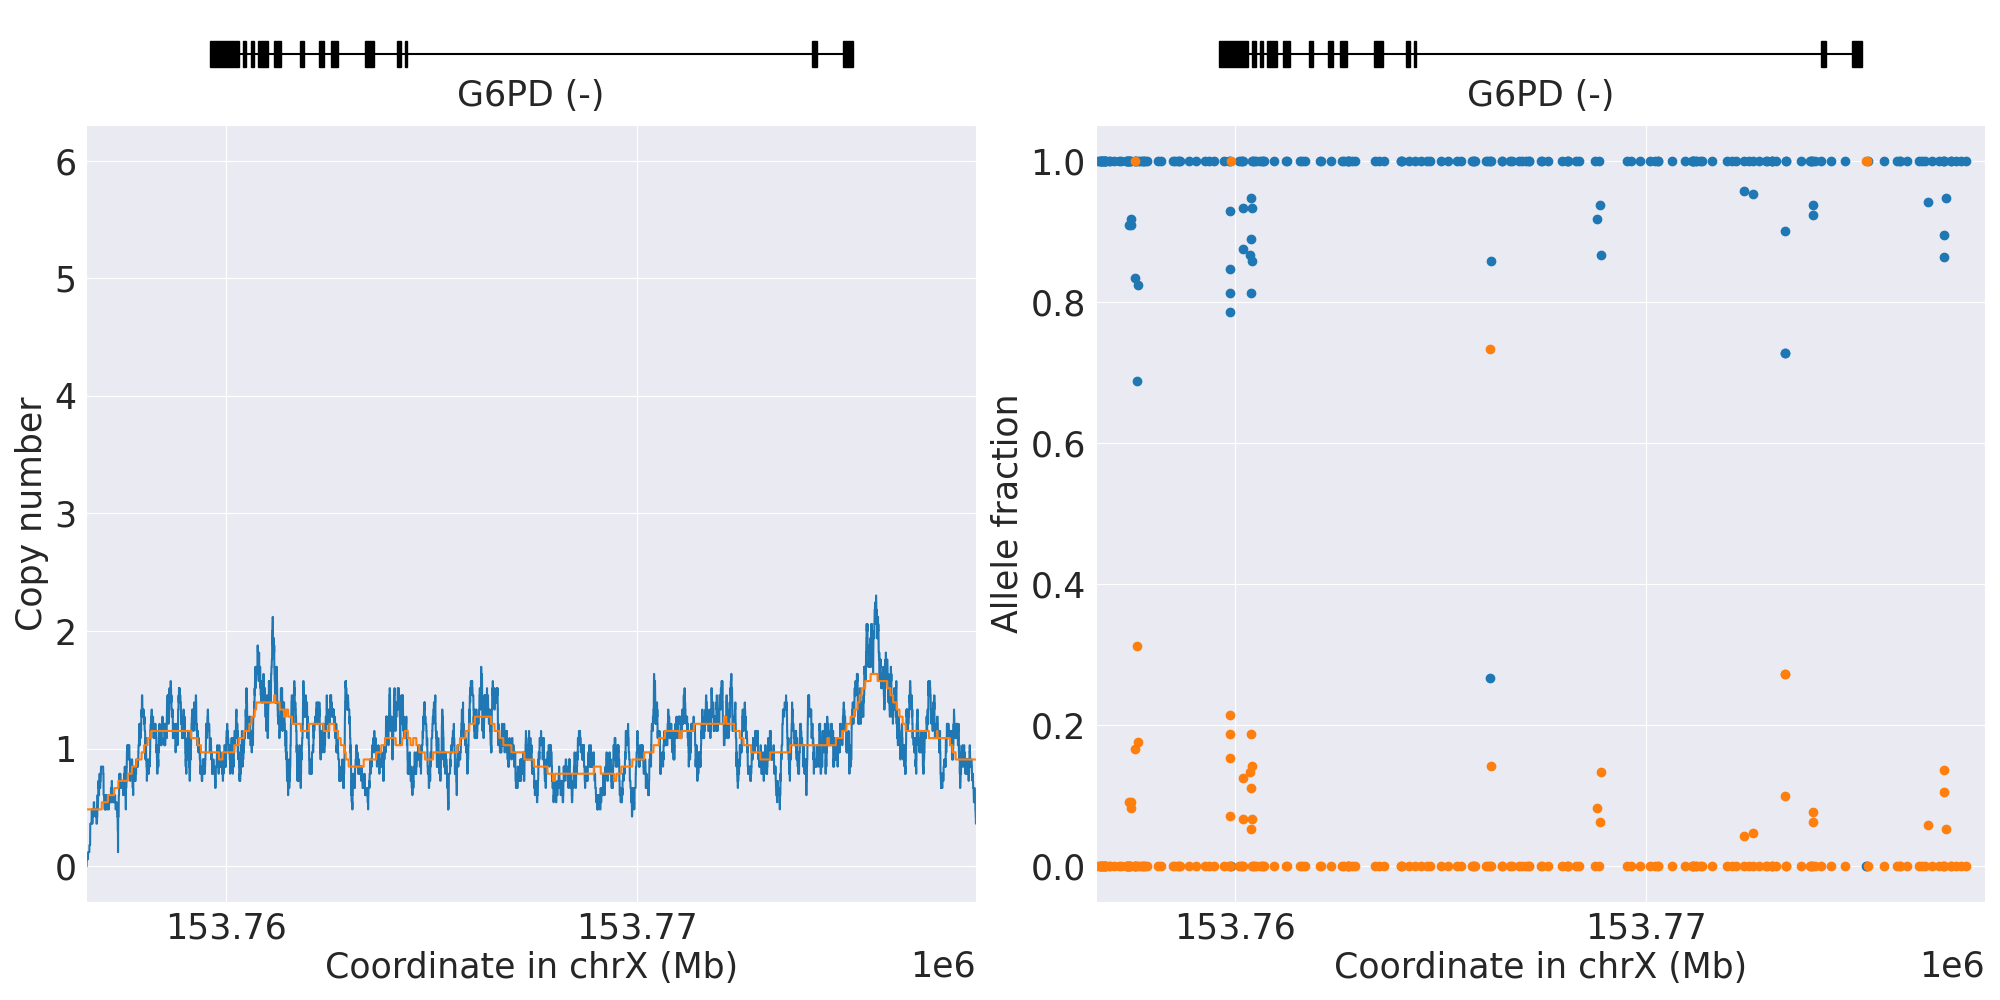 G6PD (-)
6
5
4
3
2
1
0
Copy number
153.76
153.77
Coordinate in chrX (Mb)
1e6
G6PD (-)
1.0
0.8
0.6
0.4
0.2
0.0
Allele fraction
153.76
153.77
Coordinate in chrX (Mb)
1e6